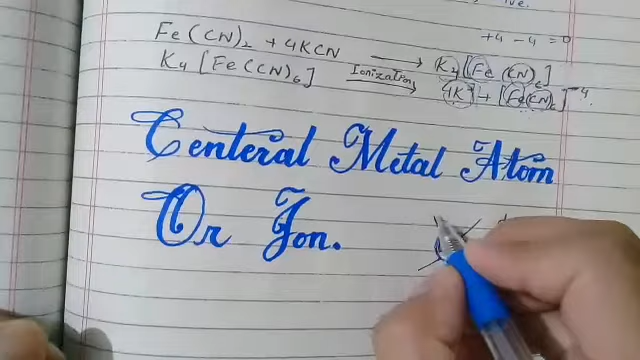 ve.
+4 - 4 = 0
Fe(CN)₂ + 4KCN ⟶ K₄[Fe(CN)₆]
K₄[Fe(CN)₆] Ionization ⟶ 4K⁺ + [Fe(CN)₆]⁻⁴.
Centeral Metal Atom
Or Ion.